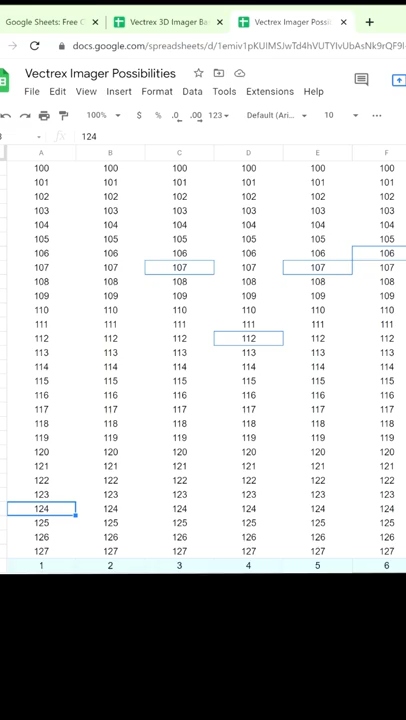 Google Sheets: Free Vectrex 3D Imager Ba Vectrex Imager Possi
docs.google.com/spreadsheets/d/1emiv1pKUlMSJwTd4hVUTYIvUbAsNk9rQF9I
Vectrex Imager Possibilities
File Edit View Insert Format Data Tools Extensions Help
100% $ % .0 .00 123 Default (Ari... 10
fx 124
A B C D E F
100 100 100 100 100 100
101 101 101 101 101 101
102 102 102 102 102 102
103 103 103 103 103 103
104 104 104 104 104 104
105 105 105 105 105 105
106 106 106 106 106 106
107 107 107 107 107 107
108 108 108 108 108 108
109 109 109 109 109 109
110 110 110 110 110 110
111 111 111 111 111 111
112 112 112 112 112 112
113 113 113 113 113 113
114 114 114 114 114 114
115 115 115 115 115 115
116 116 116 116 116 116
117 117 117 117 117 117
118 118 118 118 118 118
119 119 119 119 119 119
120 120 120 120 120 120
121 121 121 121 121 121
122 122 122 122 122 122
123 123 123 123 123 123
124 124 124 124 124 124
125 125 125 125 125 125
126 126 126 126 126 126
127 127 127 127 127 127
1 2 3 4 5 6